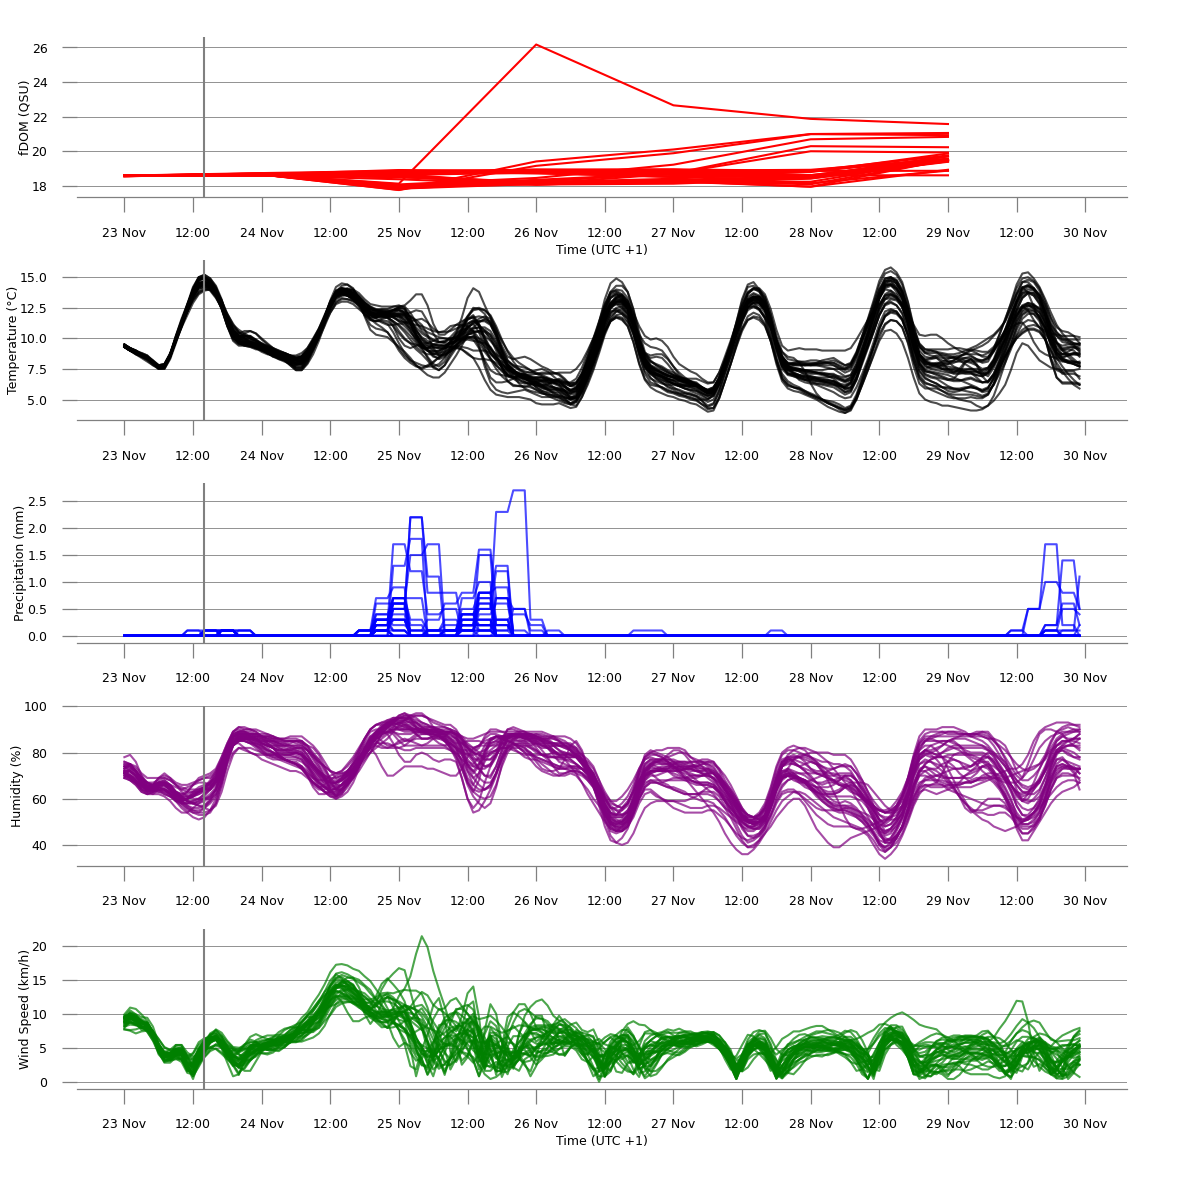 26
24
22
20
18
fDOM (QSU)
23 Nov 12:00 24 Nov 12:00 25 Nov 12:00 26 Nov 12:00 27 Nov 12:00 28 Nov 12:00 29 Nov 12:00 30 Nov
Time (UTC +1)
15.0
12.5
10.0
7.5
5.0
Temperature (°C)
23 Nov 12:00 24 Nov 12:00 25 Nov 12:00 26 Nov 12:00 27 Nov 12:00 28 Nov 12:00 29 Nov 12:00 30 Nov
2.5
2.0
1.5
1.0
0.5
0.0
Precipitation (mm)
23 Nov 12:00 24 Nov 12:00 25 Nov 12:00 26 Nov 12:00 27 Nov 12:00 28 Nov 12:00 29 Nov 12:00 30 Nov
100
80
60
40
Humidity (%)
23 Nov 12:00 24 Nov 12:00 25 Nov 12:00 26 Nov 12:00 27 Nov 12:00 28 Nov 12:00 29 Nov 12:00 30 Nov
20
15
10
5
0
Wind Speed (km/h)
23 Nov 12:00 24 Nov 12:00 25 Nov 12:00 26 Nov 12:00 27 Nov 12:00 28 Nov 12:00 29 Nov 12:00 30 Nov
Time (UTC +1)